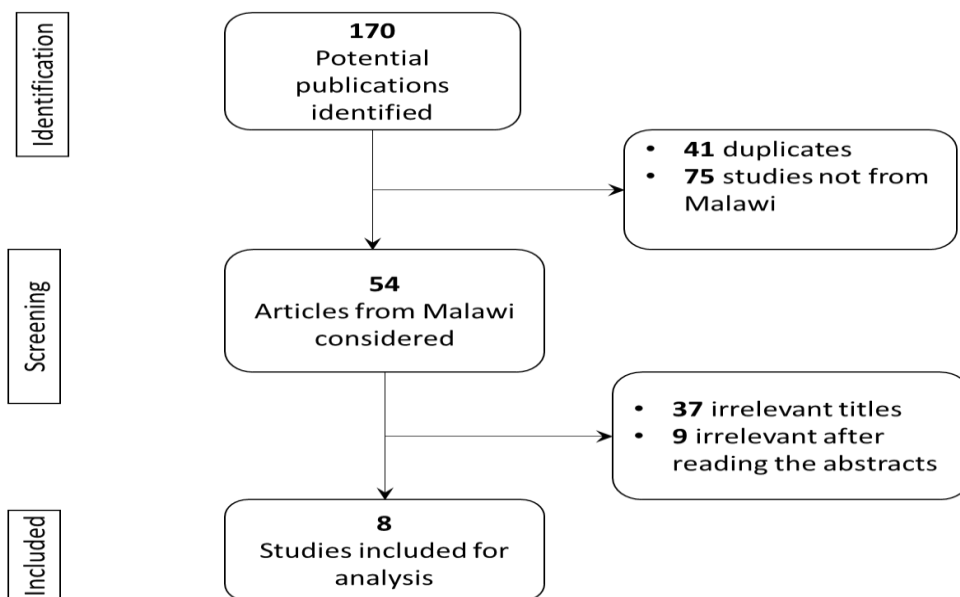 Identification
170
Potential
publications
identified
• 41 duplicates
• 75 studies not from
Malawi
Screening
54
Articles from Malawi
considered
• 37 irrelevant titles
• 9 irrelevant after
reading the abstracts
Included
8
Studies included for
analysis